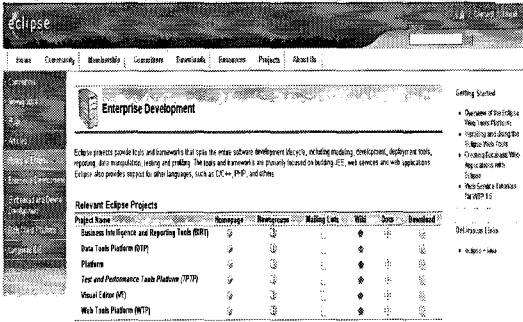 eclipse
Home Community Membership Committers Downloads Resources Projects About Us
Enterprise Development
Eclipse projects provide tools and frameworks that span the entire software development lifecycle, including modeling, development, deployment tools,
reporting, data manipulation, testing and profiling. The tools and frameworks are primarily focused on building JEE, web services and web applications.
Eclipse also provides support for other languages, such as C/C++, PHP, and others
Relevant Eclipse Projects
Project Name Homepage Newsgroups Mailing Lists Wiki Docs Download
Business Intelligence and Reporting Tools (BIRT)
Data Tools Platform (DTP)
Platform
Test and Performance Tools Platform (TPTP)
Visual Editor (VE)
Web Tools Platform (WTP)
Getting Started
Overview of the Eclipse
Web Tools Platform
Installing and Using the
Eclipse Web Tools
Creating Database Web
Applications with
Eclipse
Web Service Tutorials
for WTP 1.5
Del.icio.us Links